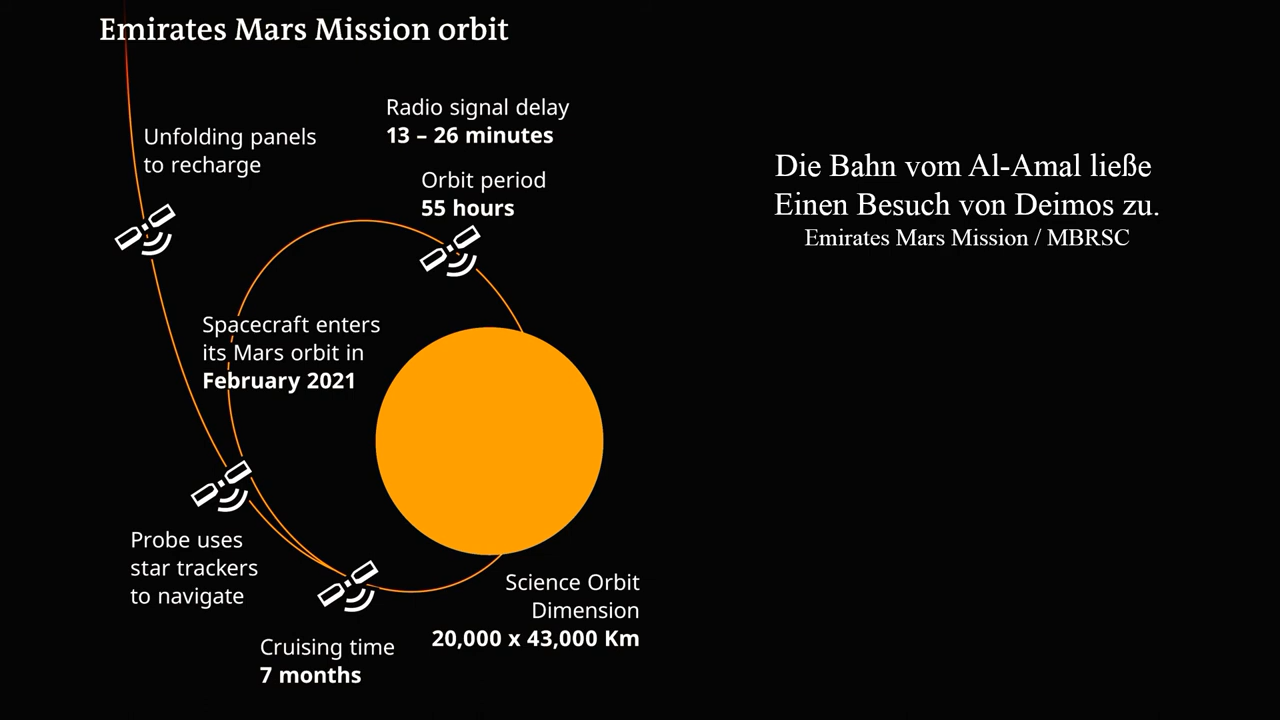 Emirates Mars Mission orbit
Radio signal delay
13 – 26 minutes
Unfolding panels
to recharge
Orbit period
55 hours
Spacecraft enters
its Mars orbit in
February 2021
Probe uses
star trackers
to navigate
Science Orbit
Dimension
20,000 x 43,000 Km
Cruising time
7 months
Die Bahn vom Al-Amal ließe
Einen Besuch von Deimos zu.
Emirates Mars Mission / MBRSC